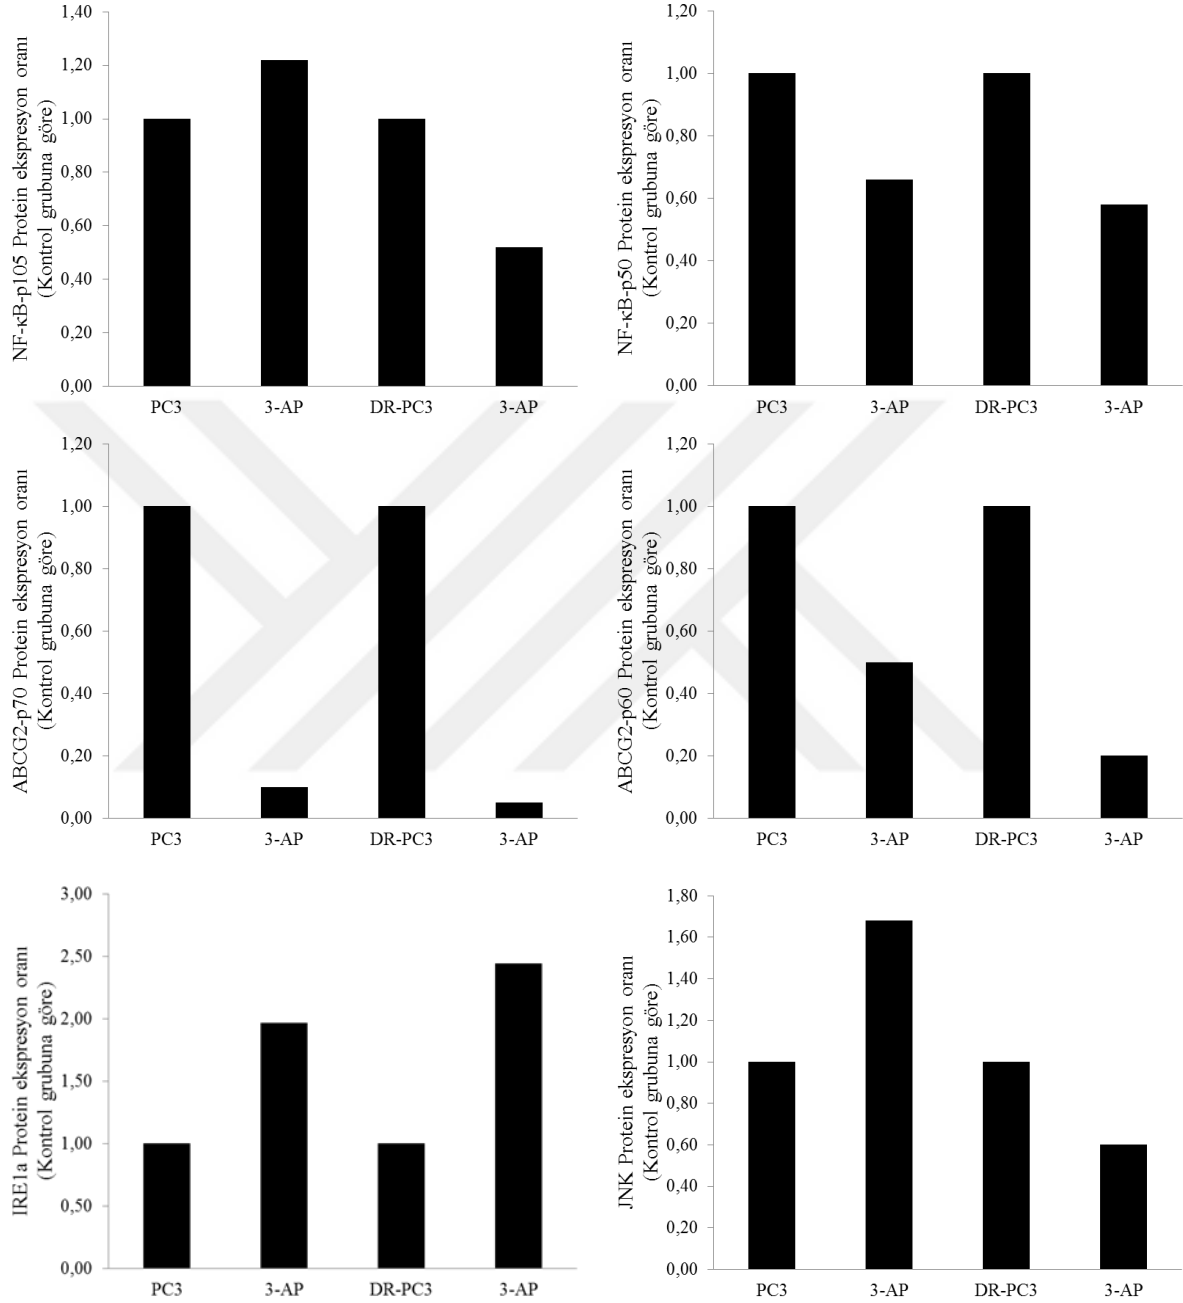 NF-κB-p105 Protein ekspresyon oranı
(Kontrol grubuna göre)
1,40
1,20
1,00
0,80
0,60
0,40
0,20
0,00
PC3 3-AP DR-PC3 3-AP
NF-κB-p50 Protein ekspresyon oranı
(Kontrol grubuna göre)
1,20
1,00
0,80
0,60
0,40
0,20
0,00
PC3 3-AP DR-PC3 3-AP
ABCG2-p70 Protein ekspresyon oranı
(Kontrol grubuna göre)
1,20
1,00
0,80
0,60
0,40
0,20
0,00
PC3 3-AP DR-PC3 3-AP
ABCG2-p60 Protein ekspresyon oranı
(Kontrol grubuna göre)
1,20
1,00
0,80
0,60
0,40
0,20
0,00
PC3 3-AP DR-PC3 3-AP
IRE1a Protein ekspresyon oranı
(Kontrol grubuna göre)
3,00
2,50
2,00
1,50
1,00
0,50
0,00
PC3 3-AP DR-PC3 3-AP
JNK Protein ekspresyon oranı
(Kontrol grubuna göre)
1,80
1,60
1,40
1,20
1,00
0,80
0,60
0,40
0,20
0,00
PC3 3-AP DR-PC3 3-AP